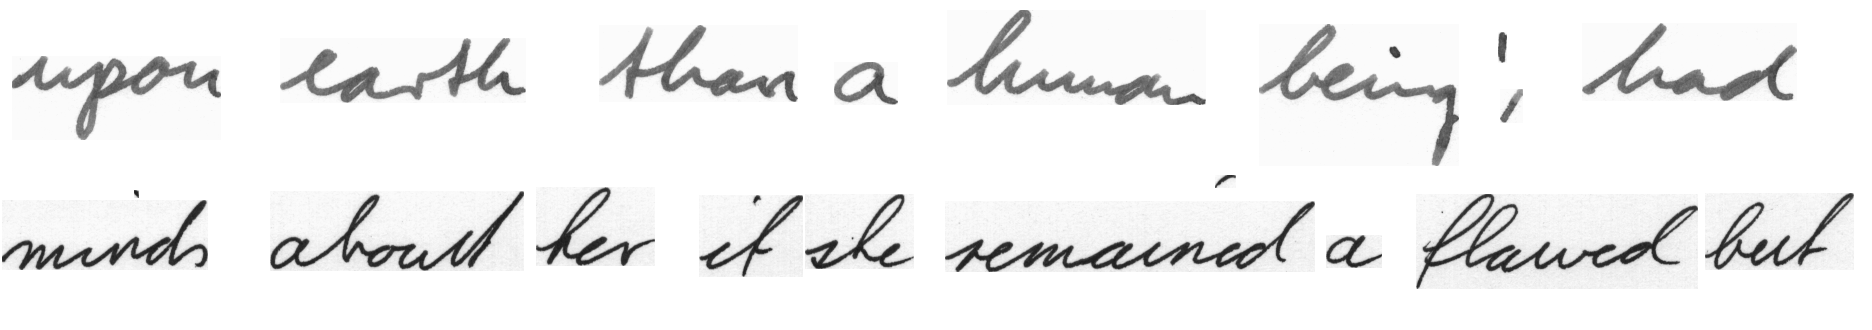 upon earth than a human being', had
minds about her if she remained a flawed but